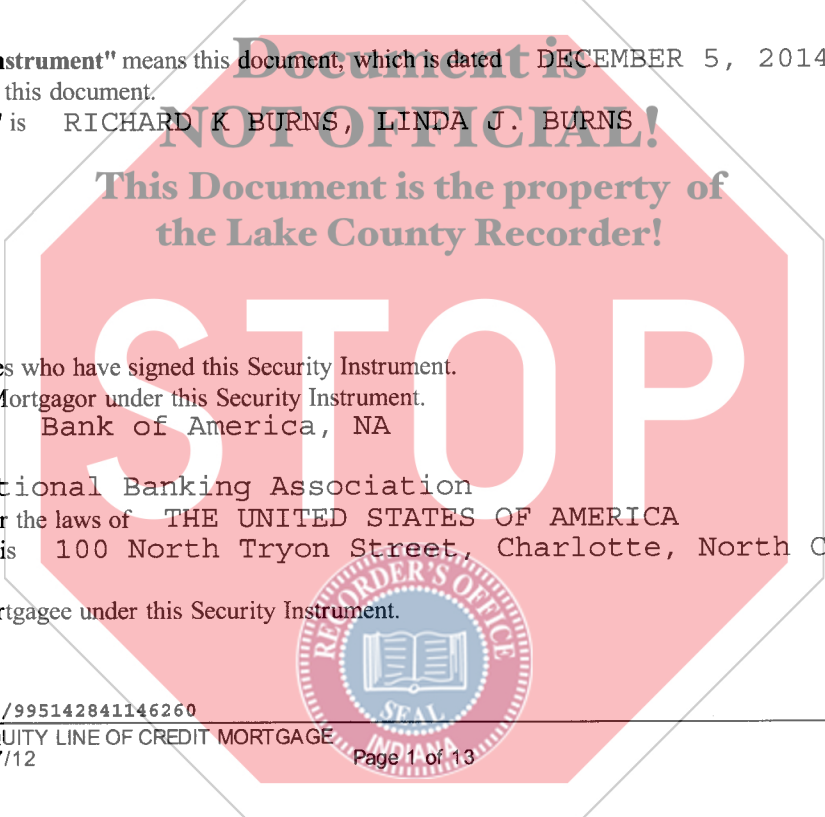 Document is
nstrument" means this document, which is dated DECEMBER 5, 2014
this document.
NOT OFFICIAL!
" is RICHARD K BURNS, LINDA J. BURNS
This Document is the property of
the Lake County Recorder!
STOP
es who have signed this Security Instrument.
Mortgagor under this Security Instrument.
Bank of America, NA
tional Banking Association
r the laws of THE UNITED STATES OF AMERICA
is 100 North Tryon Street, Charlotte, North C
rtgagee under this Security Instrument.
RECORDER'S OFFICE
SEAL
INDIANA
/995142841146260
UITY LINE OF CREDIT MORTGAGE
7/12 Page 1 of 13